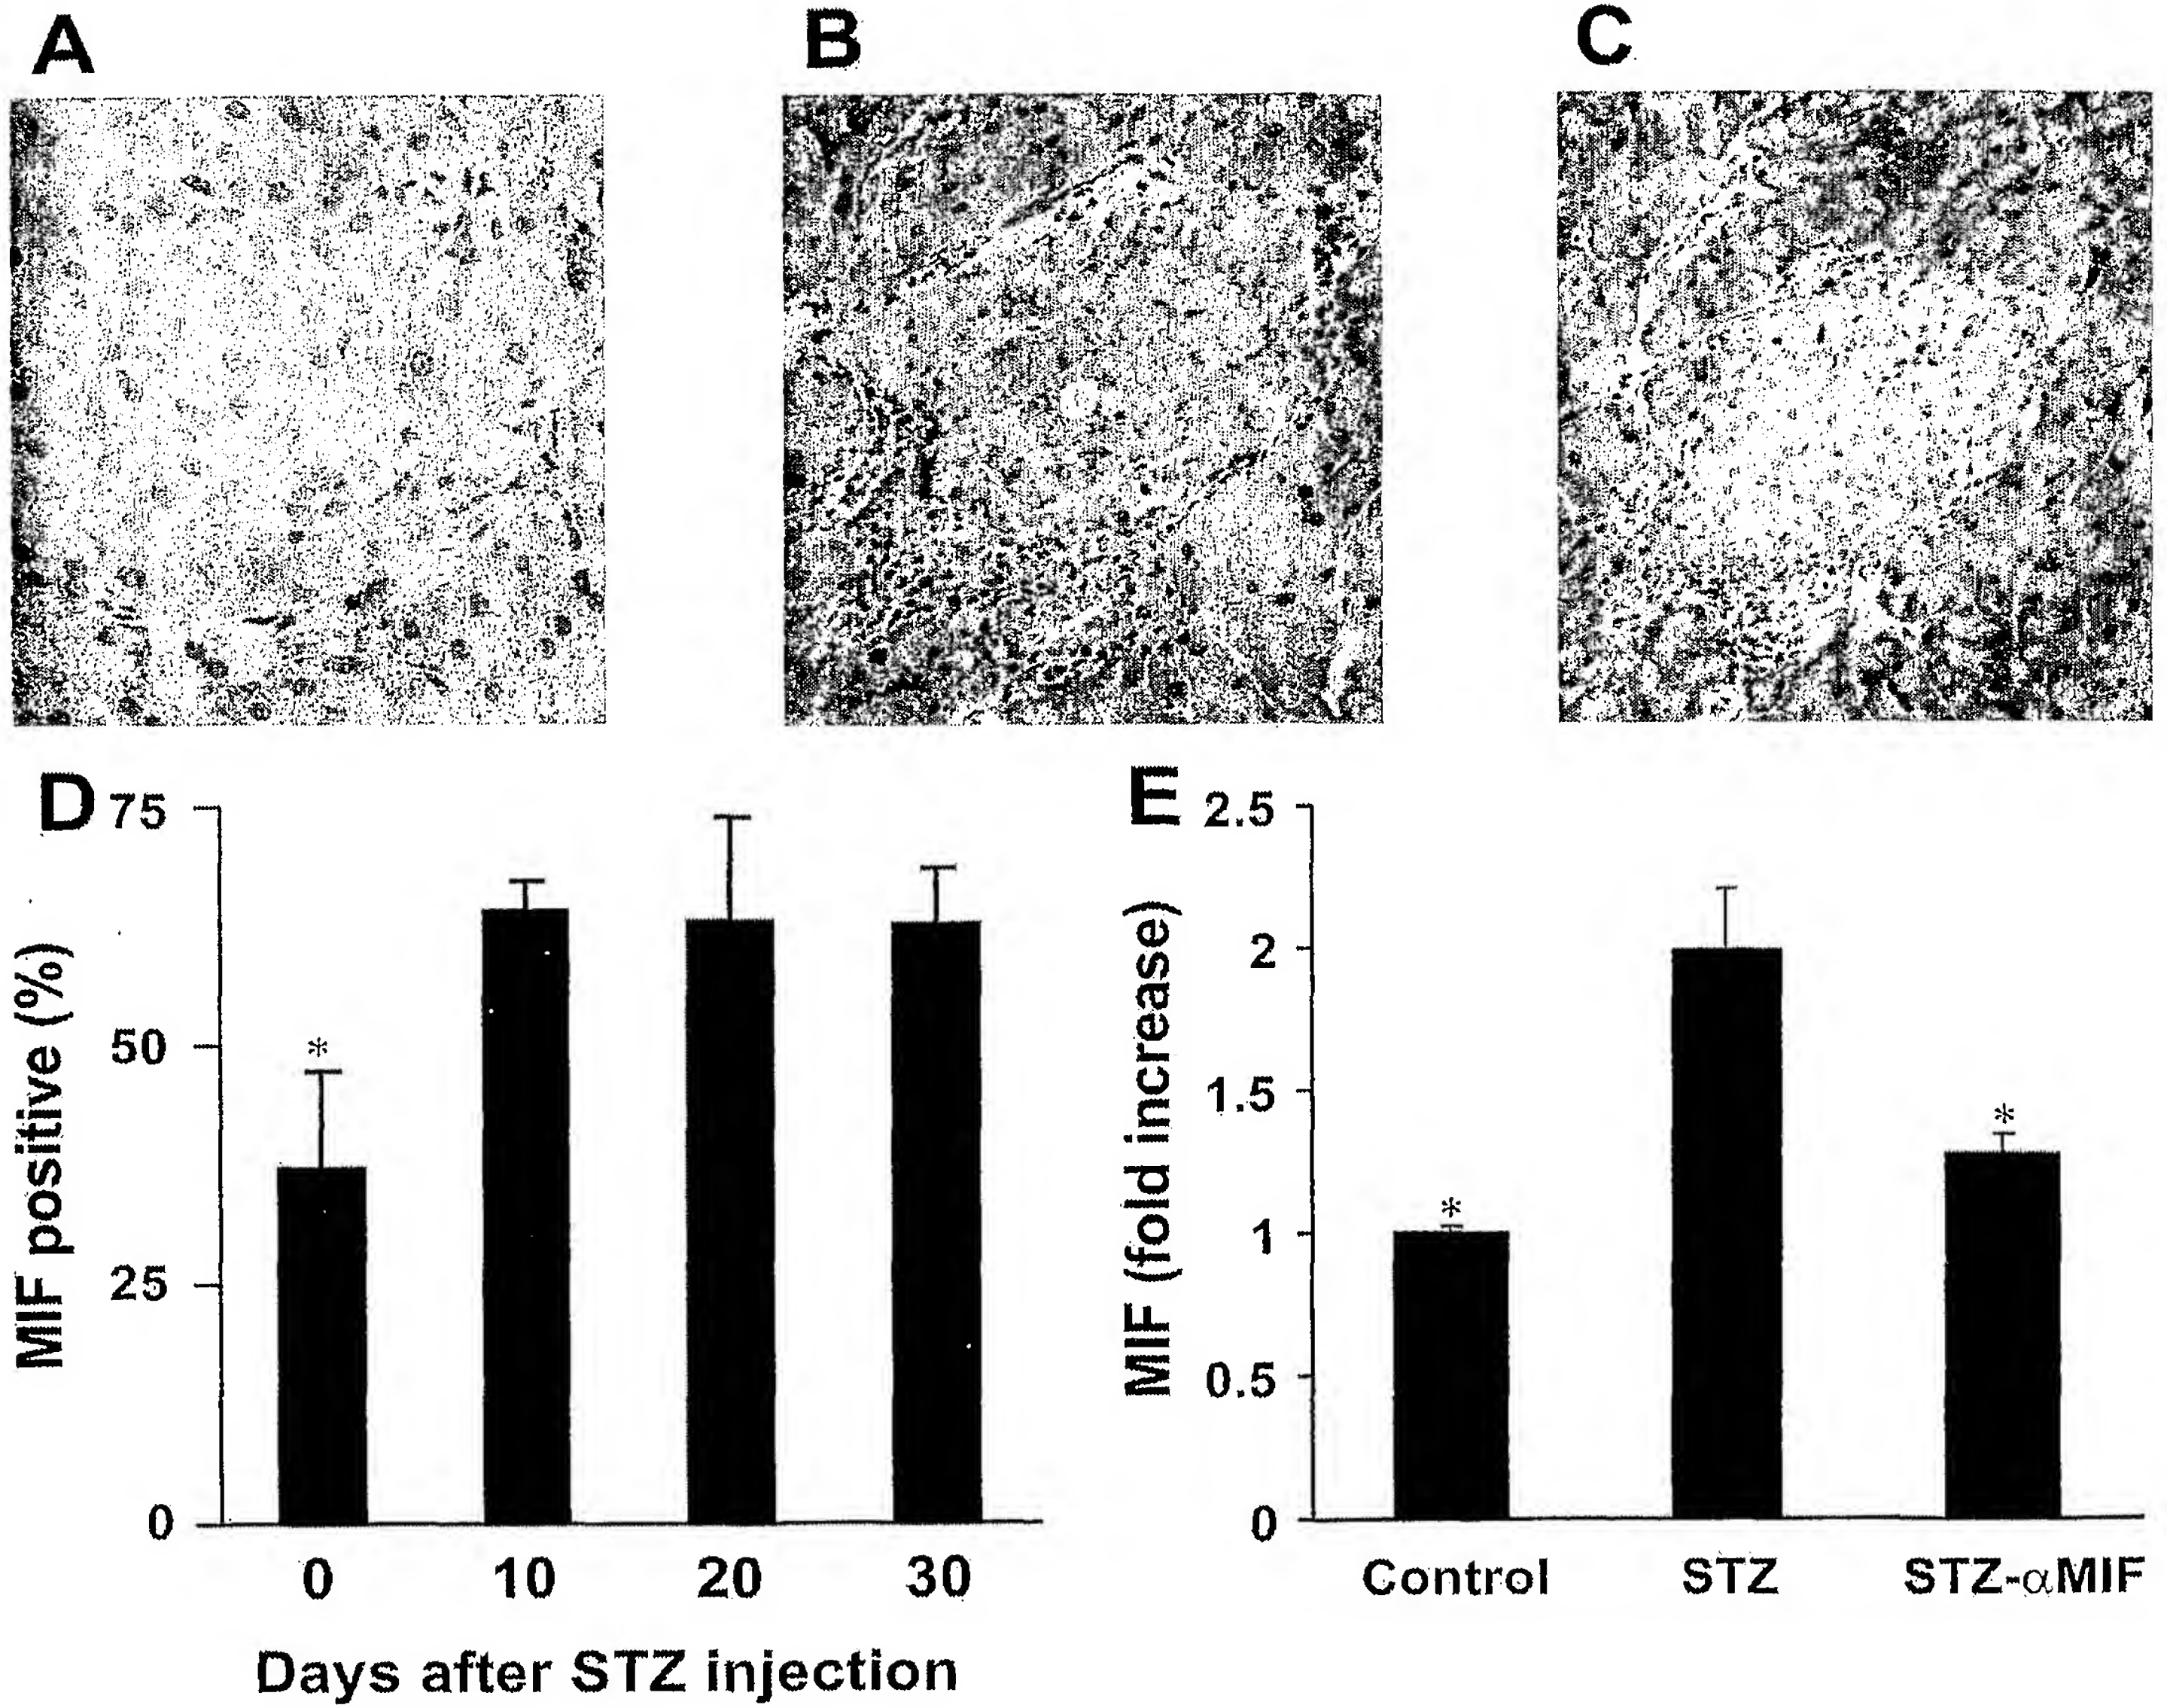 A
B
C
D
75
50
25
0
MIF positive (%)
*
0
10
20
30
Days after STZ injection
E
2.5
2
1.5
1
0.5
0
MIF (fold increase)
*
*
Control
STZ
STZ-αMIF